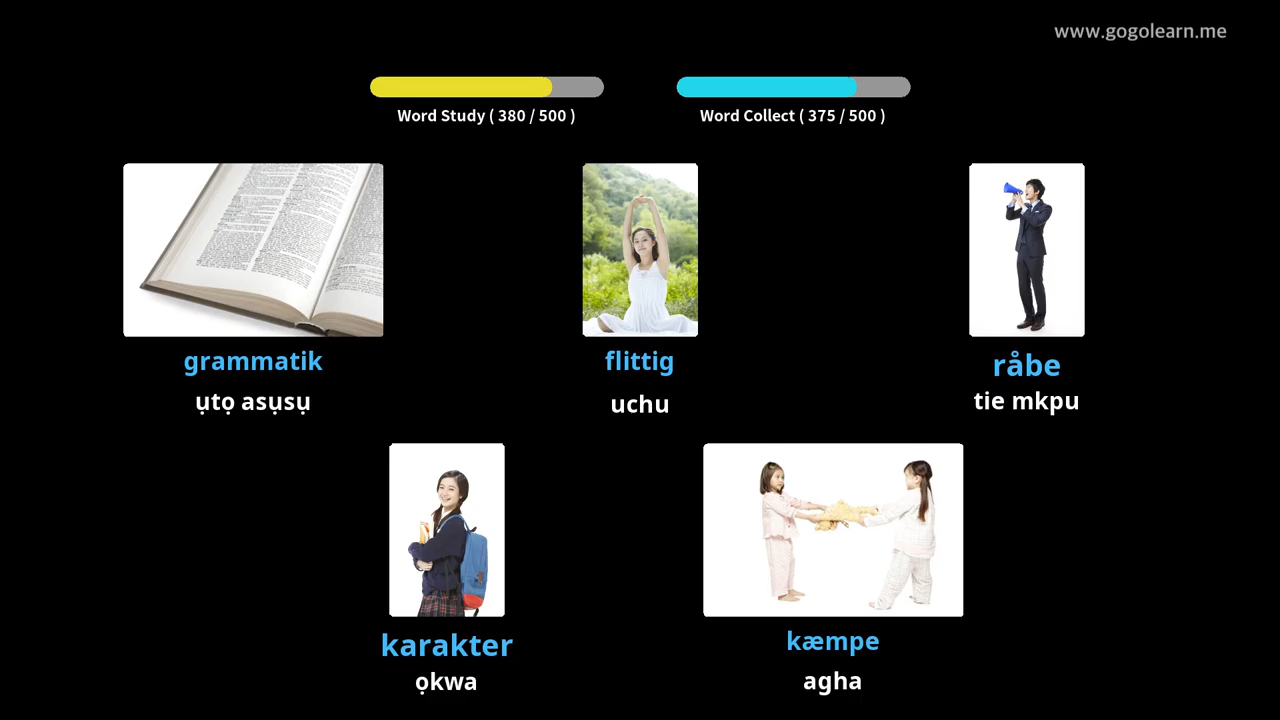 www.gogolearn.me
Word Study ( 380 / 500 )
Word Collect ( 375 / 500 )
grammatik
ụtọ asụsụ
flittig
uchu
råbe
tie mkpu
karakter
ọkwa
kæmpe
agha